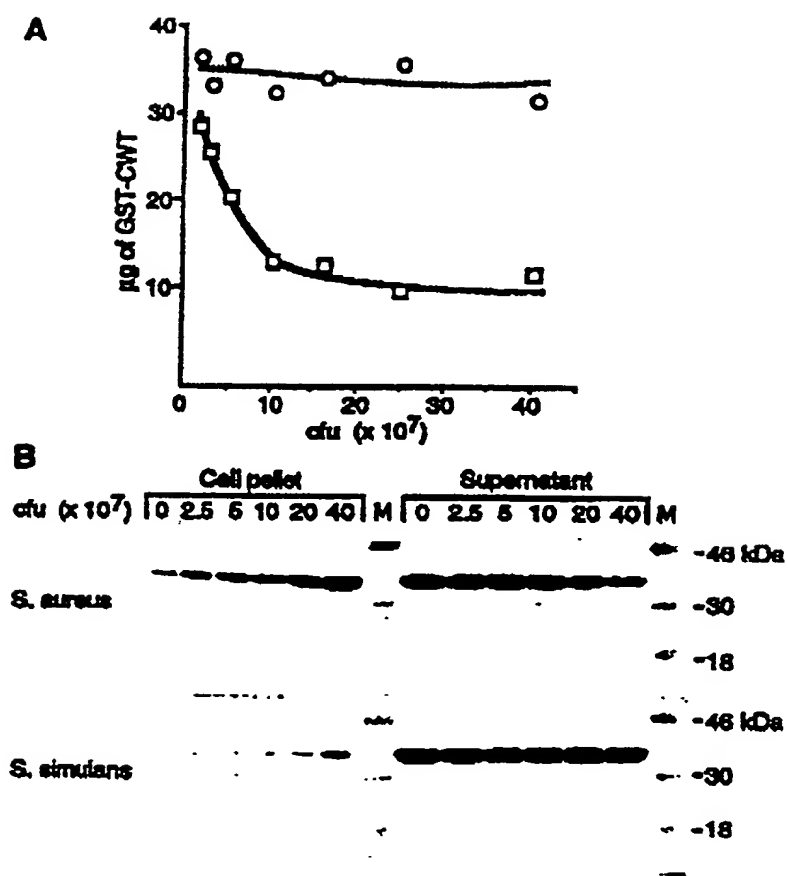 A
40
30
20
10
µg of GST-CWT
0 10 20 30 40
cfu (x 10⁷)
B
Cell pellet Supernatant
cfu (x 10⁷) 0 2.5 5 10 20 40 M 0 2.5 5 10 20 40 M
-46 kDa
S. aureus
-30
-18
-46 kDa
S. simulans
-30
-18